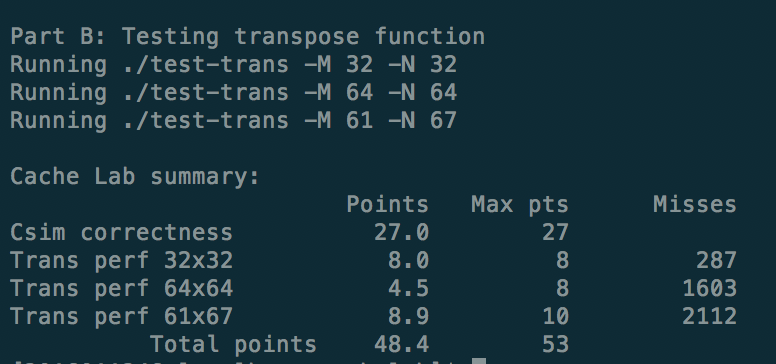 Part B: Testing transpose function
Running ./test-trans -M 32 -N 32
Running ./test-trans -M 64 -N 64
Running ./test-trans -M 61 -N 67
Cache Lab summary:
Points Max pts Misses
Csim correctness 27.0 27
Trans perf 32x32 8.0 8 287
Trans perf 64x64 4.5 8 1603
Trans perf 61x67 8.9 10 2112
Total points 48.4 53